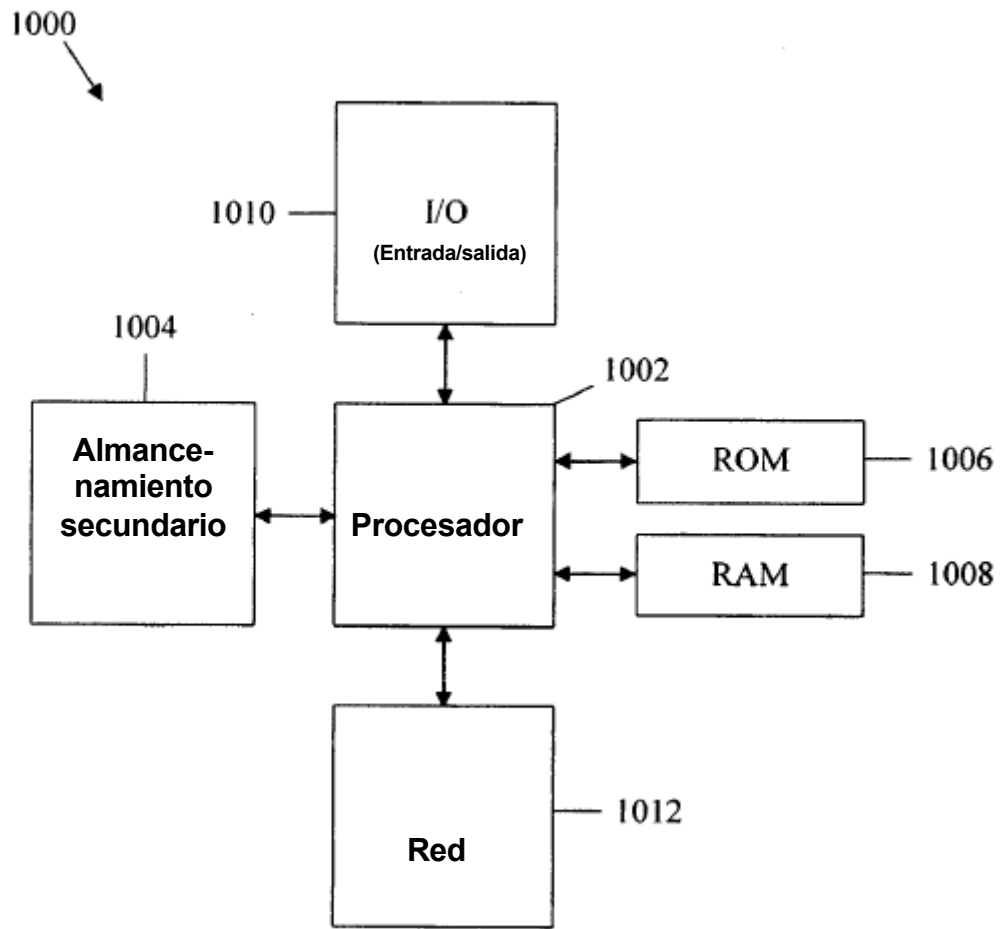 1000
1010
I/O
(Entrada/salida)
1004
1002
Almance-
namiento
secundario
Procesador
ROM
1006
RAM
1008
Red
1012